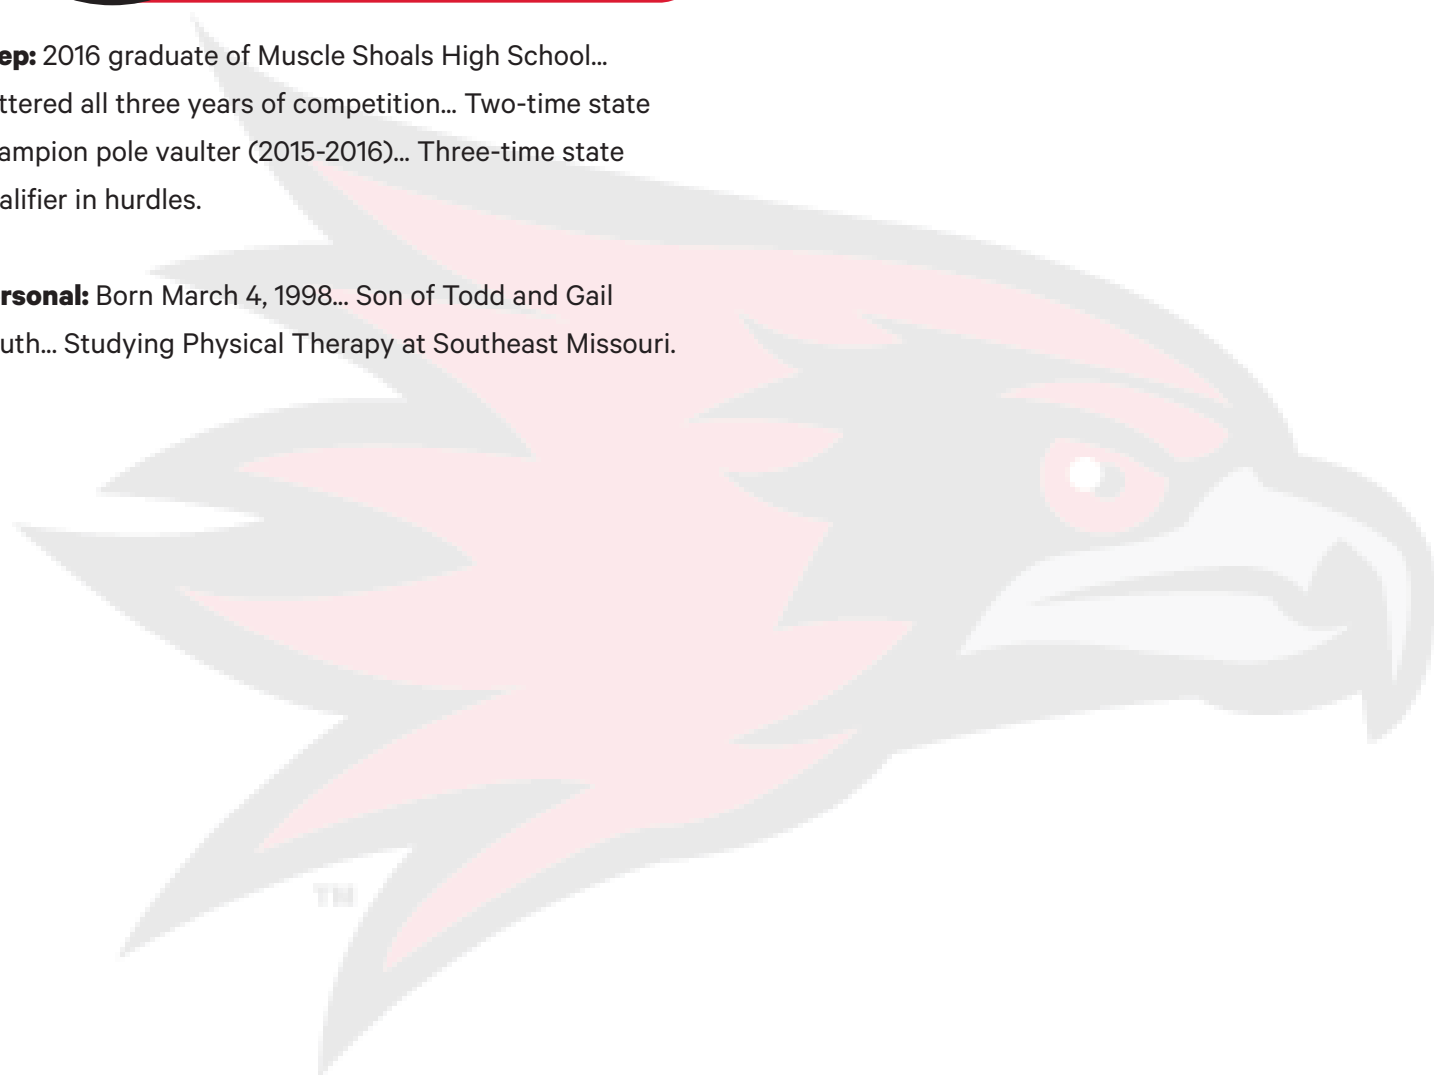 ep: 2016 graduate of Muscle Shoals High School...
ttered all three years of competition... Two-time state
ampion pole vaulter (2015-2016)... Three-time state
alifier in hurdles.
rsonal: Born March 4, 1998... Son of Todd and Gail
uth... Studying Physical Therapy at Southeast Missouri.
TM